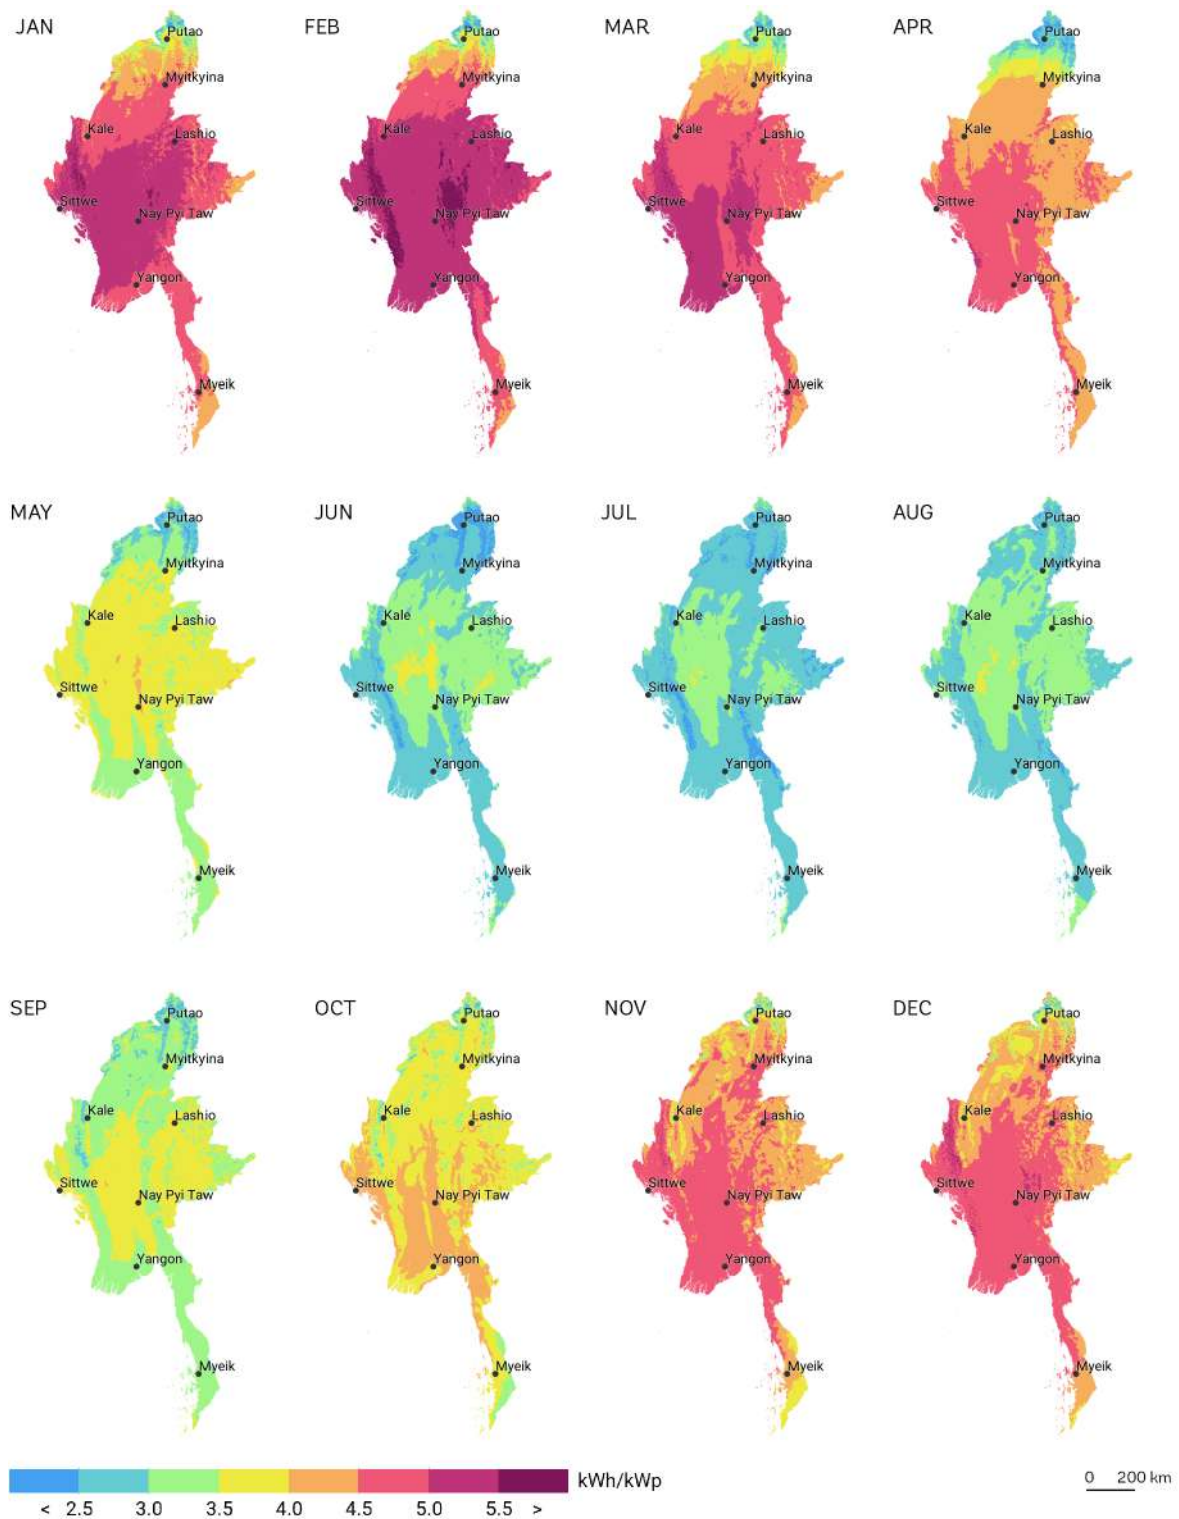 JAN
Putao
Myitkyina
Kale
Lashio
Sittwe
Nay Pyi Taw
Yangon
Myeik
FEB
Putao
Myitkyina
Kale
Lashio
Sittwe
Nay Pyi Taw
Yangon
Myeik
MAR
Putao
Myitkyina
Kale
Lashio
Sittwe
Nay Pyi Taw
Yangon
Myeik
APR
Putao
Myitkyina
Kale
Lashio
Sittwe
Nay Pyi Taw
Yangon
Myeik
MAY
Putao
Myitkyina
Kale
Lashio
Sittwe
Nay Pyi Taw
Yangon
Myeik
JUN
Putao
Myitkyina
Kale
Lashio
Sittwe
Nay Pyi Taw
Yangon
Myeik
JUL
Putao
Myitkyina
Kale
Lashio
Sittwe
Nay Pyi Taw
Yangon
Myeik
AUG
Putao
Myitkyina
Kale
Lashio
Sittwe
Nay Pyi Taw
Yangon
Myeik
SEP
Putao
Myitkyina
Kale
Lashio
Sittwe
Nay Pyi Taw
Yangon
Myeik
OCT
Putao
Myitkyina
Kale
Lashio
Sittwe
Nay Pyi Taw
Yangon
Myeik
NOV
Putao
Myitkyina
Kale
Lashio
Sittwe
Nay Pyi Taw
Yangon
Myeik
DEC
Putao
Myitkyina
Kale
Lashio
Sittwe
Nay Pyi Taw
Yangon
Myeik
kWh/kWp
< 2.5 3.0 3.5 4.0 4.5 5.0 5.5 >
0 200 km